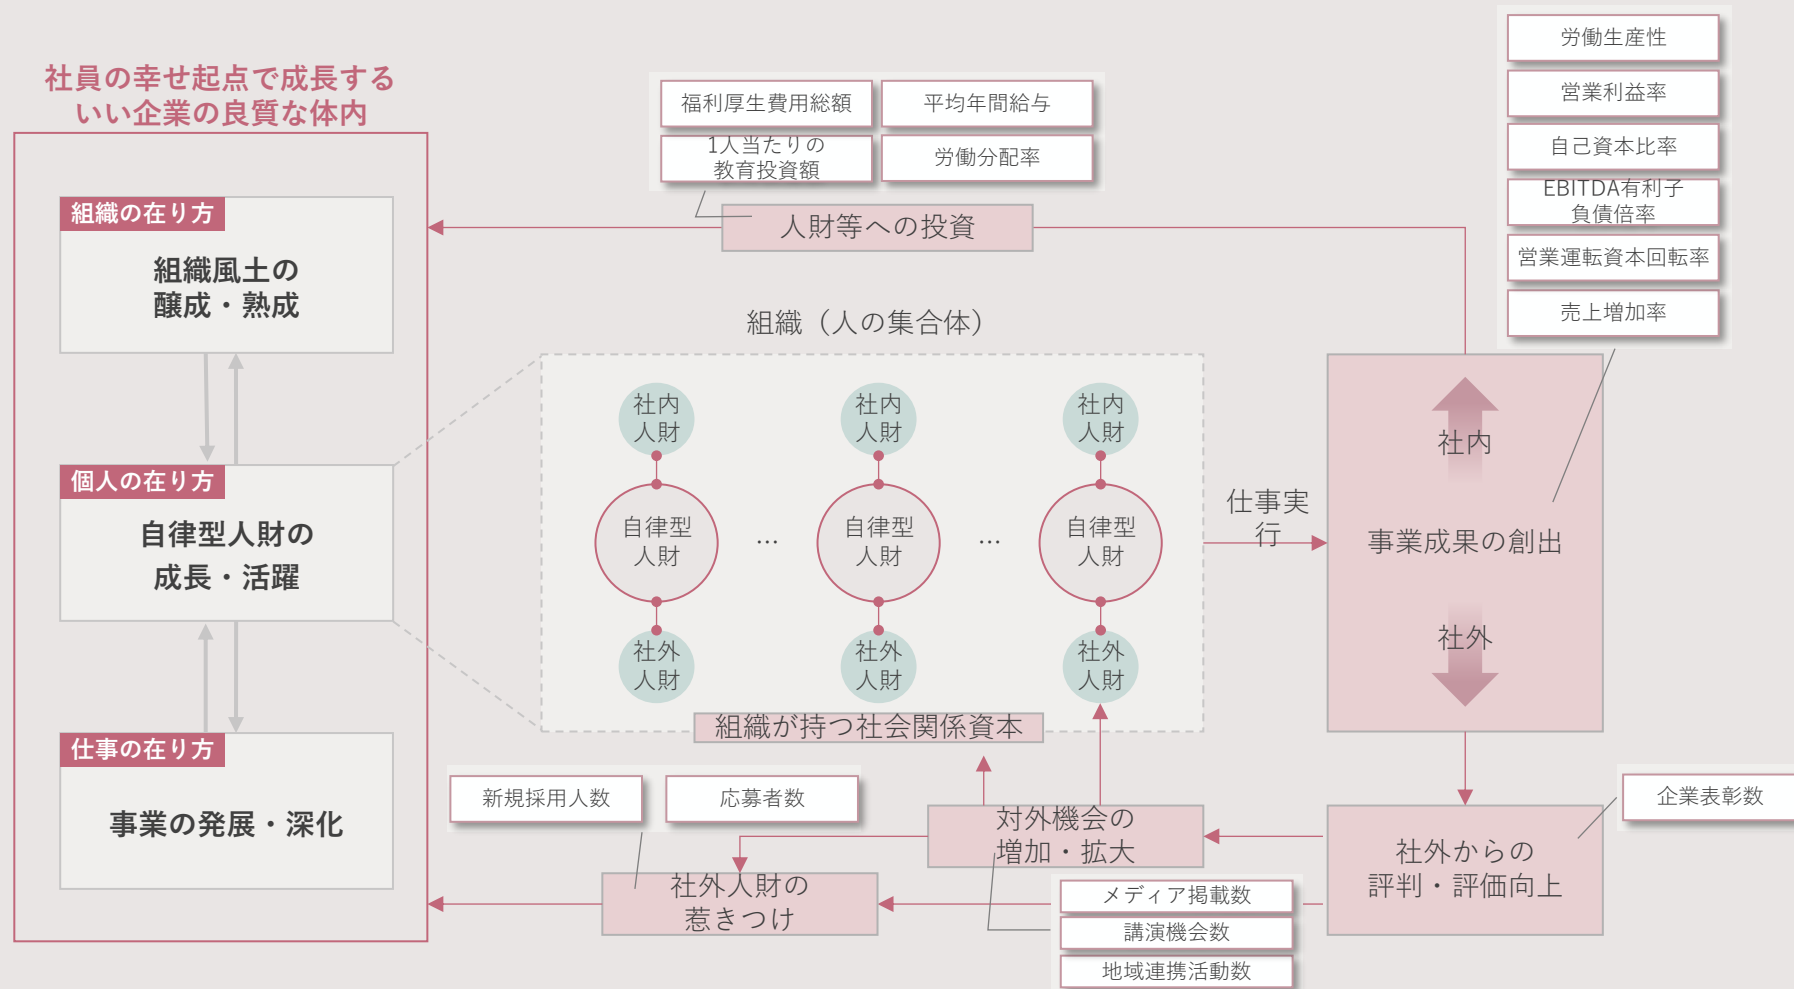 社員の幸せ起点で成長する
いい企業の良質な体内
組織の在り方
組織風土の
醸成・熟成
個人の在り方
自律型人財の
成長・活躍
仕事の在り方
事業の発展・深化
福利厚生費用総額
平均年間給与
1人当たりの
教育投資額
労働分配率
人財等への投資
労働生産性
営業利益率
自己資本比率
EBITDA有利子
負債倍率
営業運転資本回転率
売上増加率
組織（人の集合体）
社内
人財
社内
人財
社内
人財
自律型
人財
…
自律型
人財
…
自律型
人財
社外
人財
社外
人財
社外
人財
組織が持つ社会関係資本
仕事実
行
社内
事業成果の創出
社外
新規採用人数
応募者数
対外機会の
増加・拡大
社外人財の
惹きつけ
メディア掲載数
講演機会数
地域連携活動数
社外からの
評判・評価向上
企業表彰数